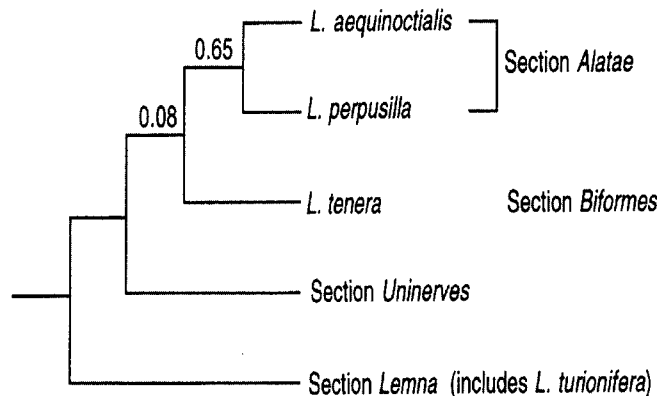 L. aequinoctialis
0.65
Section Alatae
L. perpusilla
0.08
L. tenera
Section Biformes
Section Uninerves
Section Lemna (includes L. turionifera)